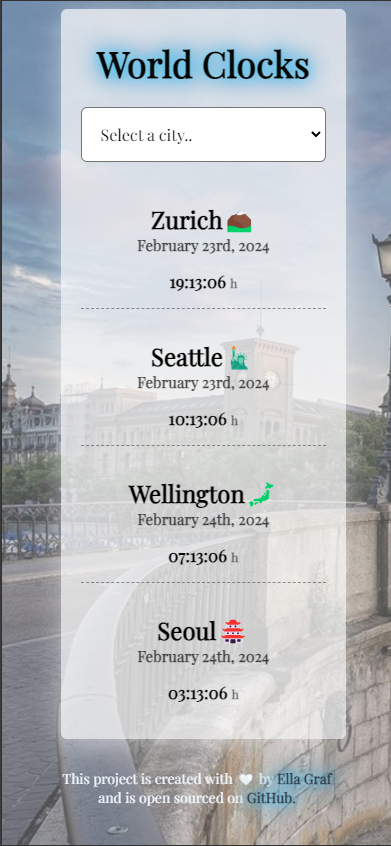 World Clocks
Select a city..
Zurich
February 23rd, 2024
19:13:06 h
Seattle
February 23rd, 2024
10:13:06 h
Wellington
February 24th, 2024
07:13:06 h
Seoul
February 24th, 2024
03:13:06 h
This project is created with 🤍 by Ella Graf
and is open sourced on GitHub.